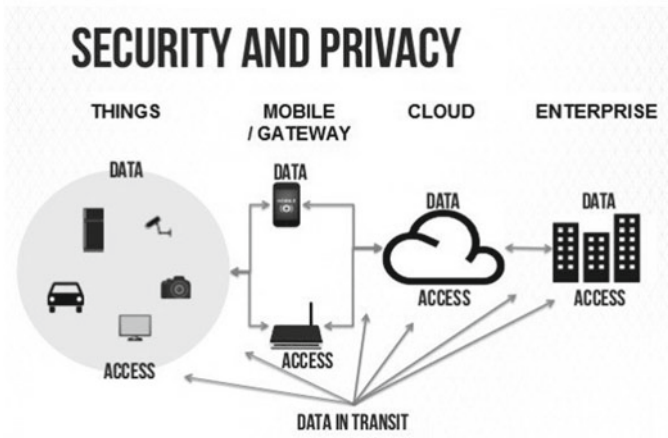 SECURITY AND PRIVACY
THINGS
MOBILE
/ GATEWAY
CLOUD
ENTERPRISE
DATA
DATA
DATA
DATA
ACCESS
ACCESS
ACCESS
ACCESS
DATA IN TRANSIT